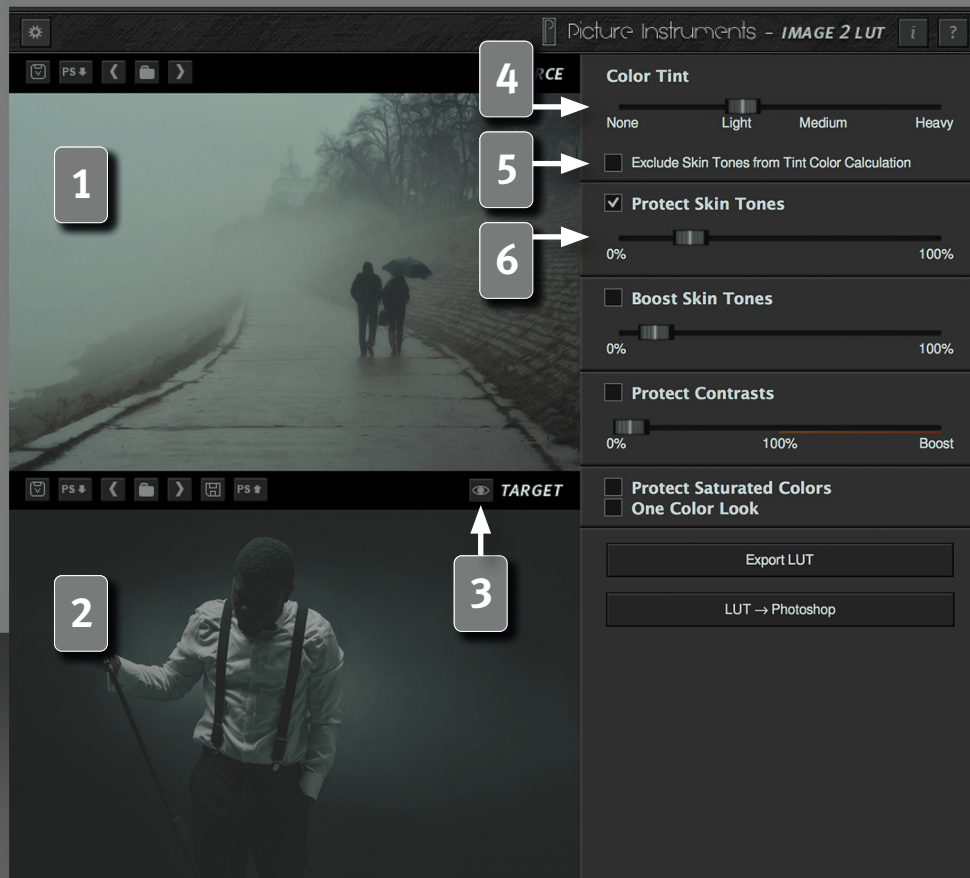 Picture Instruments – IMAGE 2 LUT i ?
PS
4
Color Tint
None Light Medium Heavy
5
Exclude Skin Tones from Tint Color Calculation
1
Protect Skin Tones
6
0% 100%
Boost Skin Tones
0% 100%
Protect Contrasts
0% 100% Boost
PS PS TARGET
Protect Saturated Colors
One Color Look
3
Export LUT
2
LUT → Photoshop